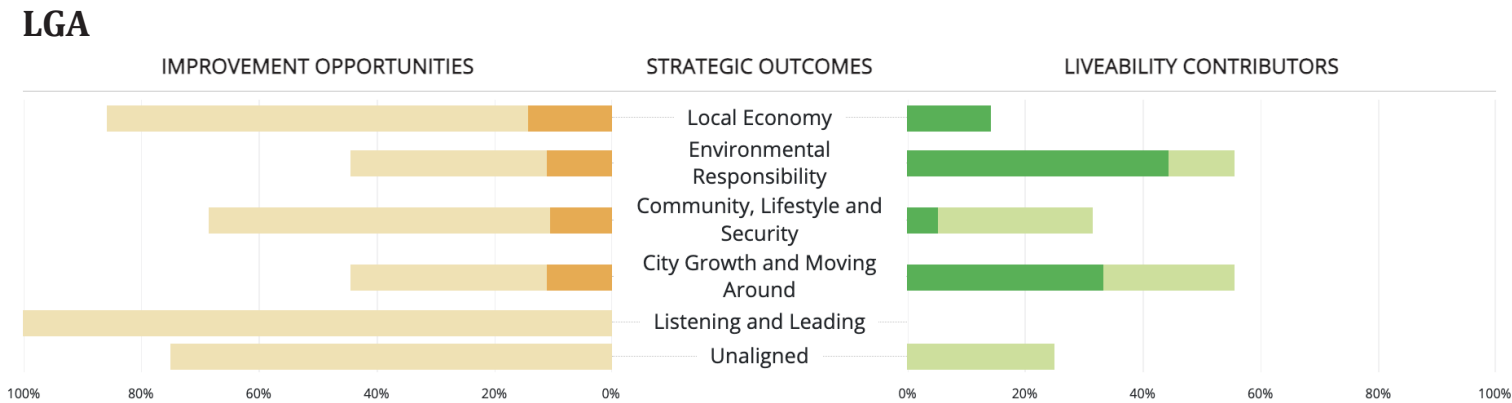 LGA
IMPROVEMENT OPPORTUNITIES STRATEGIC OUTCOMES LIVEABILITY CONTRIBUTORS
Local Economy
Environmental
Responsibility
Community, Lifestyle and
Security
City Growth and Moving
Around
Listening and Leading
Unaligned
100% 80% 60% 40% 20% 0% 0% 20% 40% 60% 80% 100%